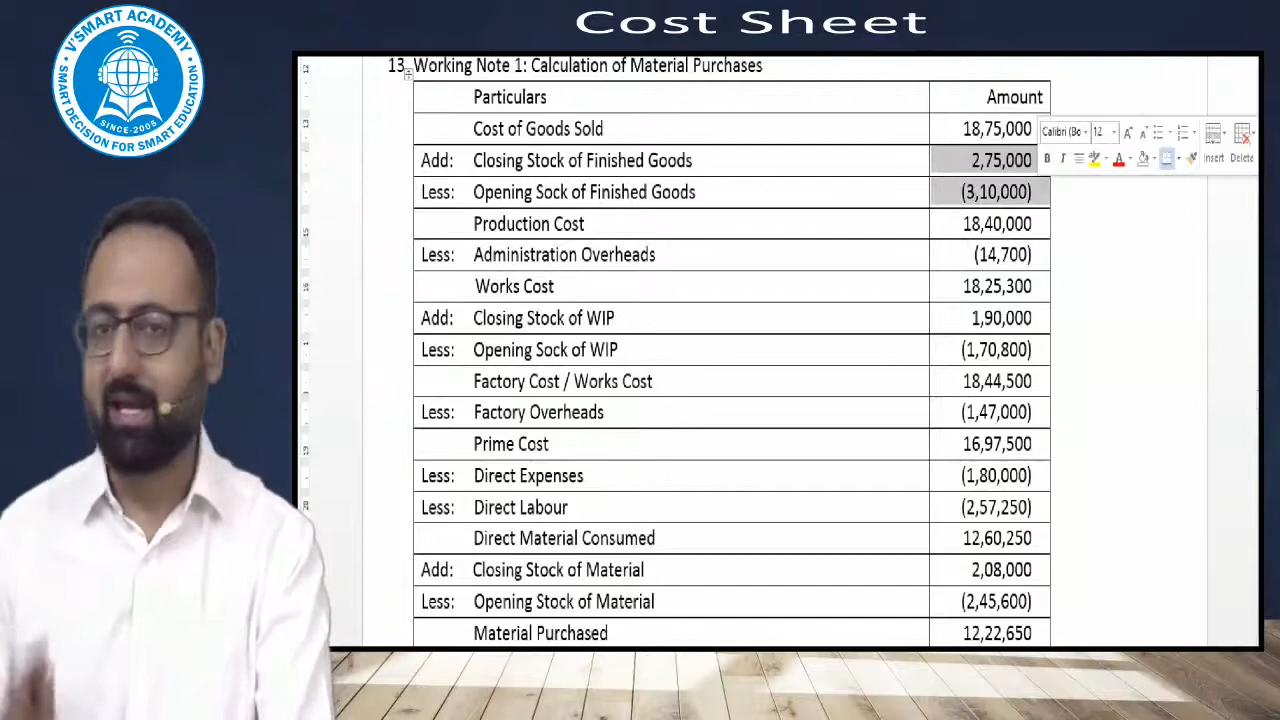 Cost Sheet
V'SMART ACADEMY
SINCE-2005
SMART DECISION FOR SMART EDUCATION
13 Working Note 1: Calculation of Material Purchases
Particulars Amount
Cost of Goods Sold 18,75,000
Add: Closing Stock of Finished Goods 2,75,000
Less: Opening Sock of Finished Goods (3,10,000)
Production Cost 18,40,000
Less: Administration Overheads (14,700)
Works Cost 18,25,300
Add: Closing Stock of WIP 1,90,000
Less: Opening Sock of WIP (1,70,800)
Factory Cost / Works Cost 18,44,500
Less: Factory Overheads (1,47,000)
Prime Cost 16,97,500
Less: Direct Expenses (1,80,000)
Less: Direct Labour (2,57,250)
Direct Material Consumed 12,60,250
Add: Closing Stock of Material 2,08,000
Less: Opening Stock of Material (2,45,600)
Material Purchased 12,22,650
Calibri (Bo 12 A A
B I A Insert Delete